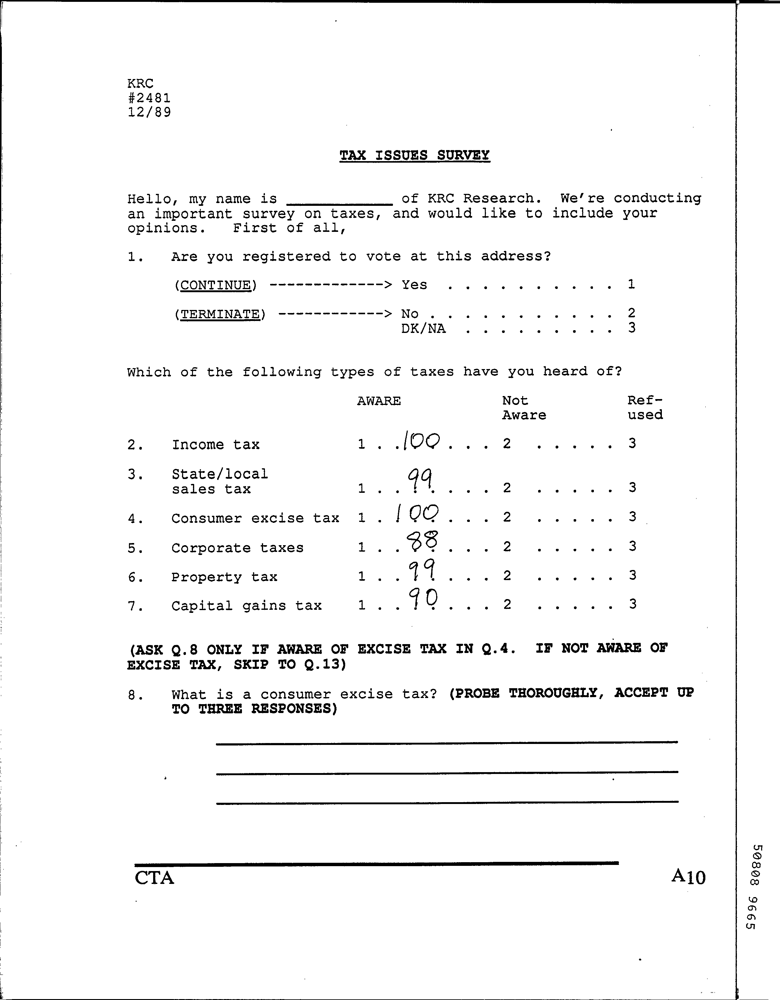 KRC
#2481
12/89
TAX ISSUES SURVEY
Hello, my name is ____________ of KRC Research. We're conducting
an important survey on taxes, and would like to include your
opinions. First of all,
1. Are you registered to vote at this address?
(CONTINUE) -------------> Yes . . . . . . . . . . 1
(TERMINATE) ------------> No . . . . . . . . . . . 2
DK/NA . . . . . . . . . 3
Which of the following types of taxes have you heard of?
AWARE Not Ref-
Aware used
2. Income tax 1 . . 100 . . . 2 . . . . . 3
3. State/local
sales tax 1 . . 99 . . . 2 . . . . . 3
4. Consumer excise tax 1 . 100 . . . 2 . . . . . 3
5. Corporate taxes 1 . . 88 . . . 2 . . . . . 3
6. Property tax 1 . . 99 . . . 2 . . . . . 3
7. Capital gains tax 1 . . 90 . . . 2 . . . . . 3
(ASK Q.8 ONLY IF AWARE OF EXCISE TAX IN Q.4. IF NOT AWARE OF
EXCISE TAX, SKIP TO Q.13)
8. What is a consumer excise tax? (PROBE THOROUGHLY, ACCEPT UP
TO THREE RESPONSES)
CTA A10
50808 9665